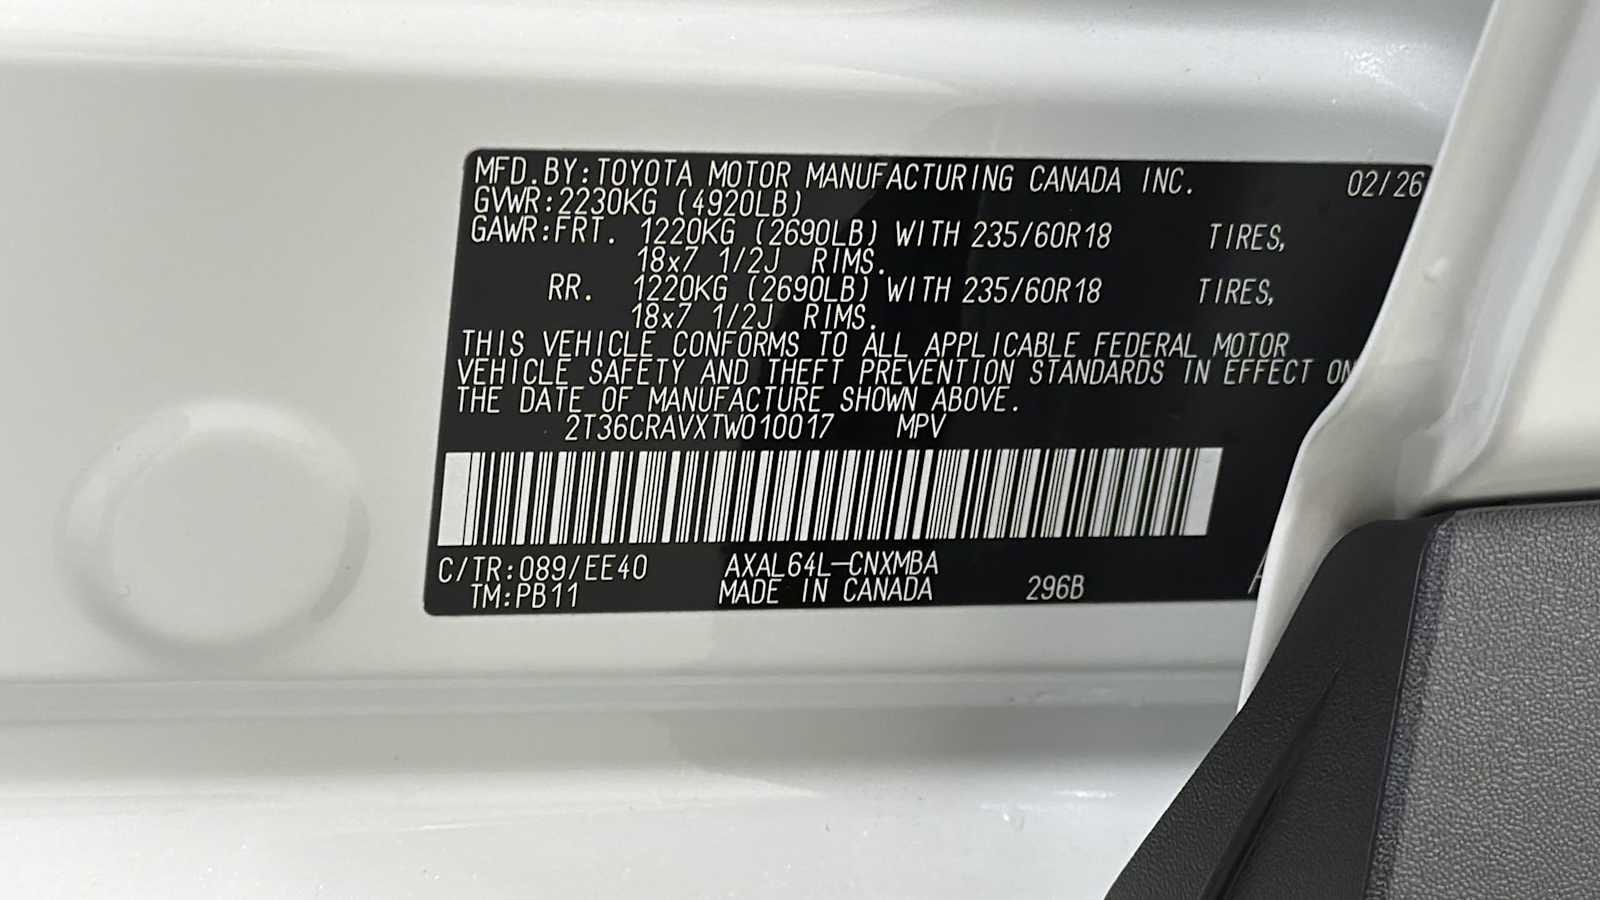 MFD.BY:TOYOTA MOTOR MANUFACTURING CANADA INC. 02/26
GVWR:2230KG (4920LB)
GAWR:FRT. 1220KG (2690LB) WITH 235/60R18 TIRES,
18x7 1/2J RIMS.
RR. 1220KG (2690LB) WITH 235/60R18 TIRES,
18x7 1/2J RIMS.
THIS VEHICLE CONFORMS TO ALL APPLICABLE FEDERAL MOTOR
VEHICLE SAFETY AND THEFT PREVENTION STANDARDS IN EFFECT ON
THE DATE OF MANUFACTURE SHOWN ABOVE.
2T36CRAVXTW010017 MPV
C/TR:089/EE40 AXAL64L-CNXMBA
TM:PB11 MADE IN CANADA 296B